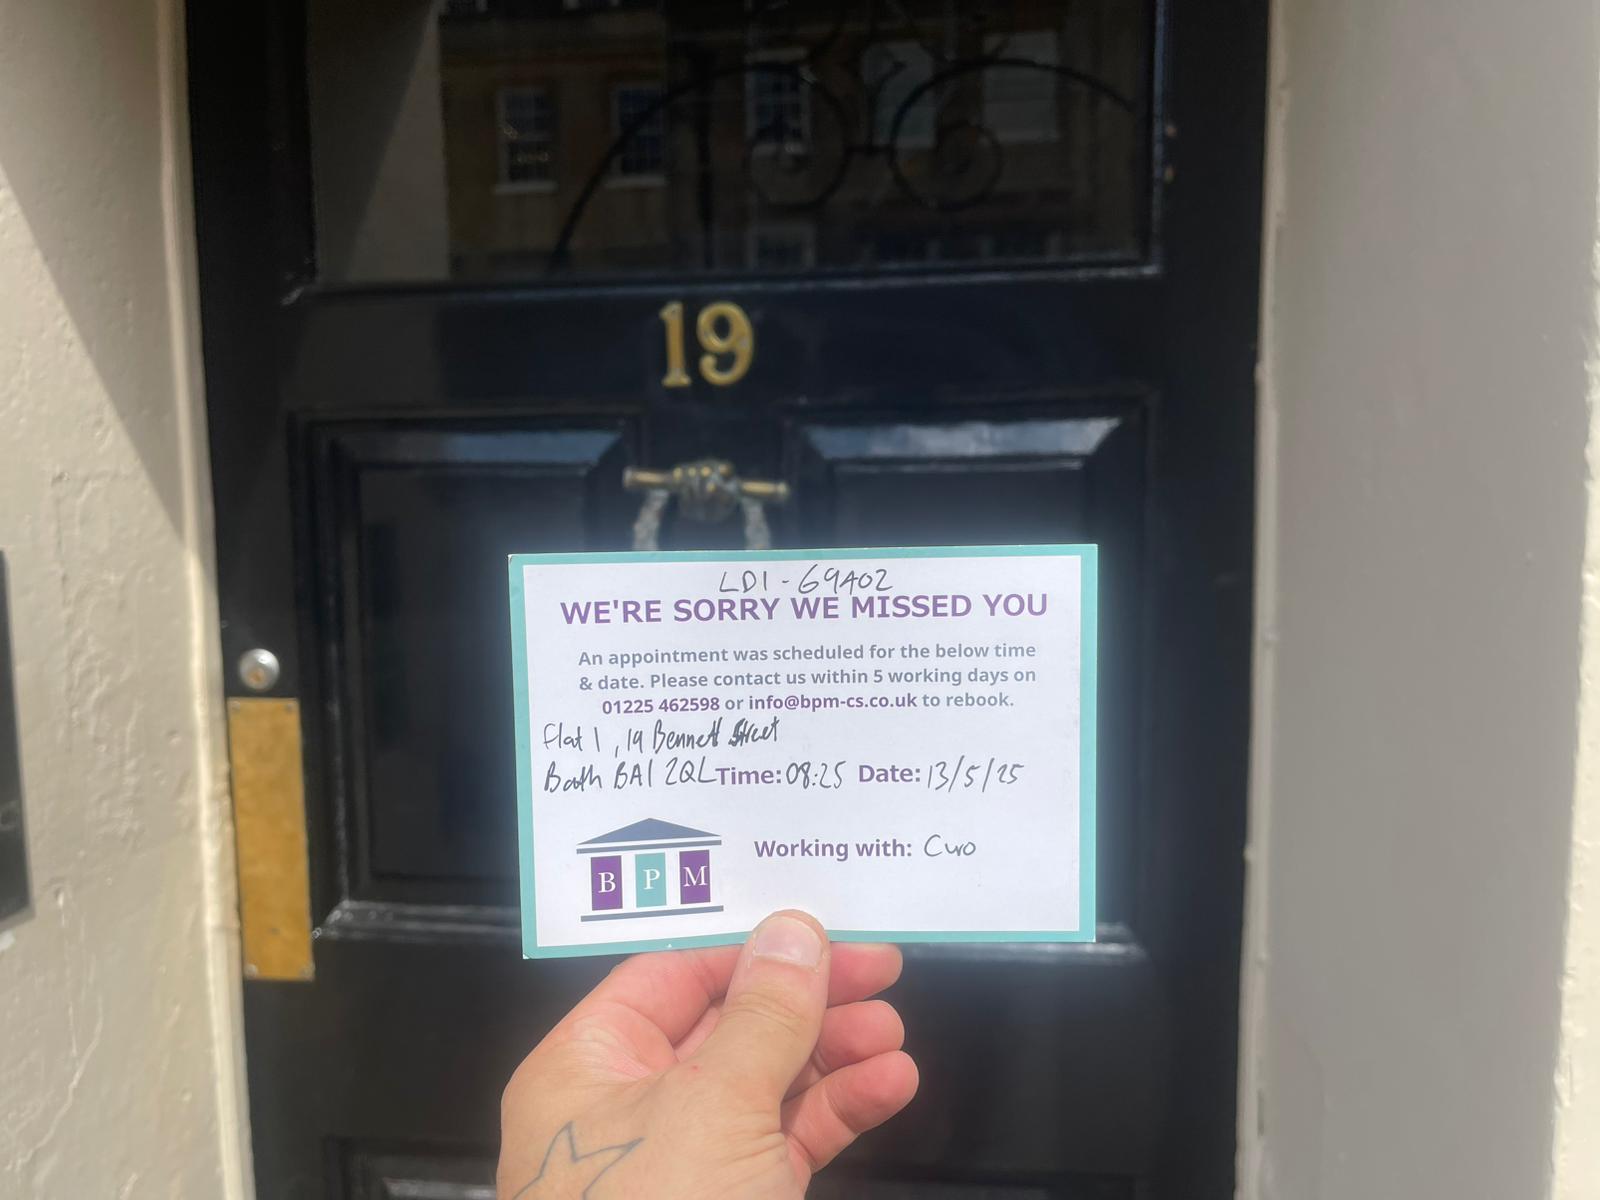 19
LD1 - 69402
WE'RE SORRY WE MISSED YOU
An appointment was scheduled for the below time
& date. Please contact us within 5 working days on
01225 462598 or info@bpm-cs.co.uk to rebook.
Flat 1, 19 Bennett Street
Bath BA1 2QL Time: 08:25 Date: 13/5/25
Working with:
B P M